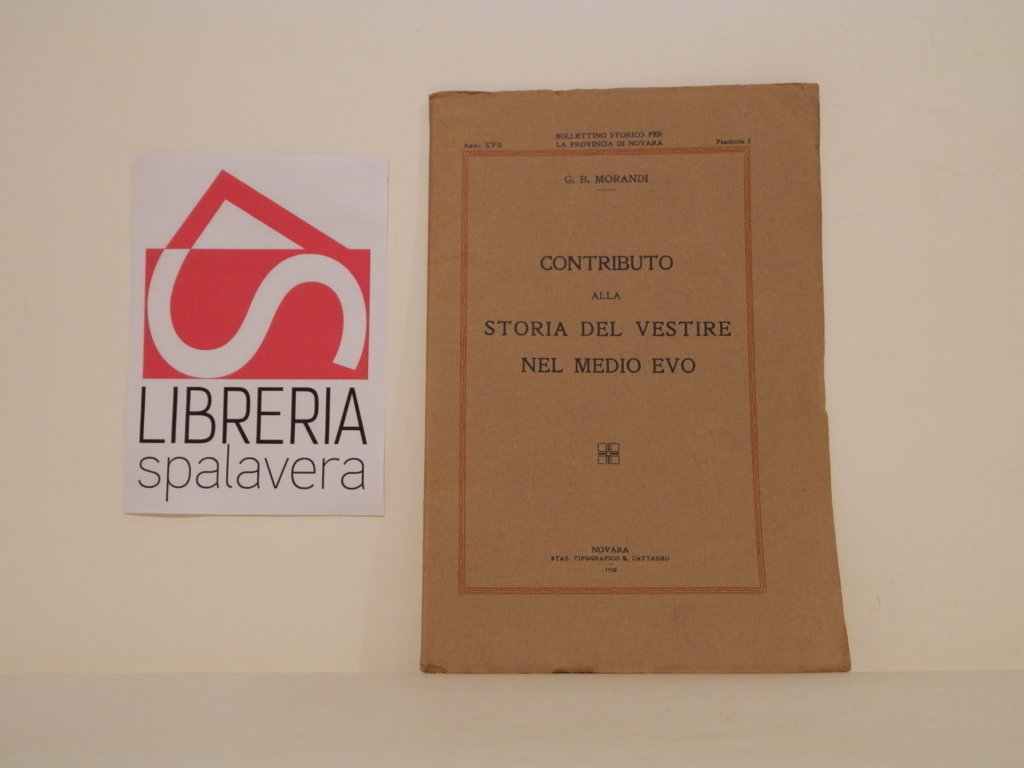 LIBRERIA
spalavera
BOLLETTINO STORICO PER
Anno XVII LA PROVINCIA DI NOVARA Fascicolo I
G. B. MORANDI
CONTRIBUTO
ALLA
STORIA DEL VESTIRE
NEL MEDIO EVO
NOVARA
STAB. TIPOGRAFICO E. CATTANEO